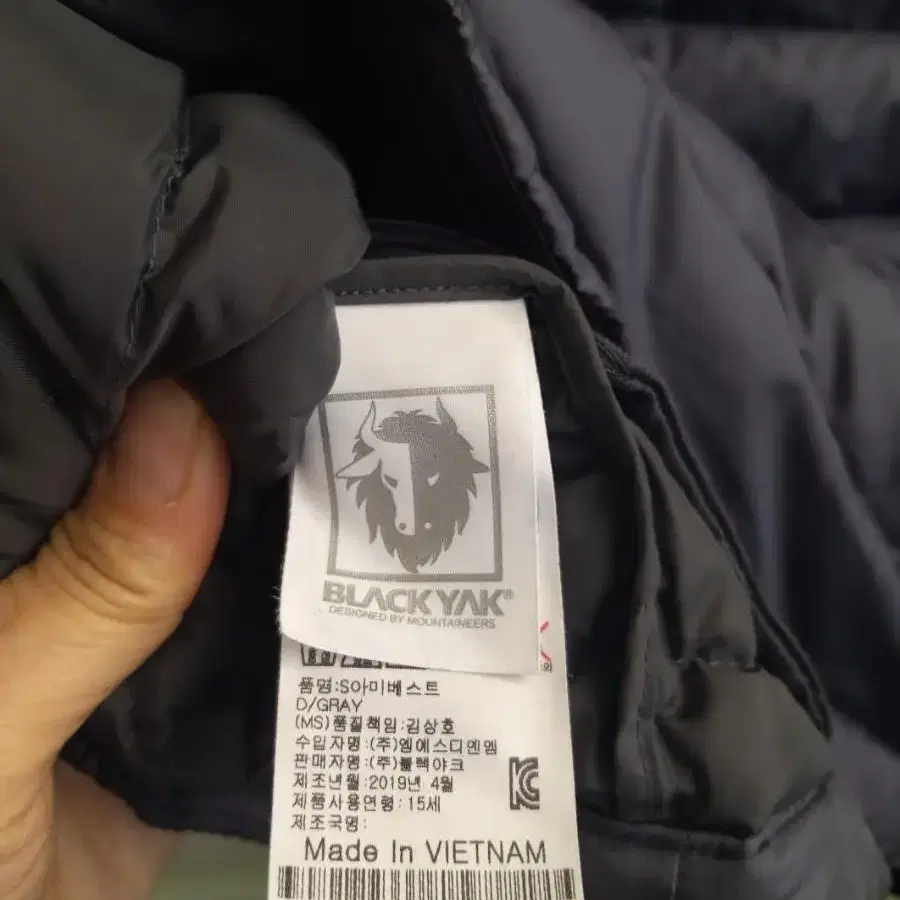 BLACKYAK®
DESIGNED BY MOUNTAINEERS
품명:S아미베스트
D/GRAY
(MS)품질책임:김상호
수입자명:(주)엠에스디엔엠
판매자명:(주)블랙야크
제조년월:2019년 4월
제품사용연령:15세
제조국명:
Made In VIETNAM